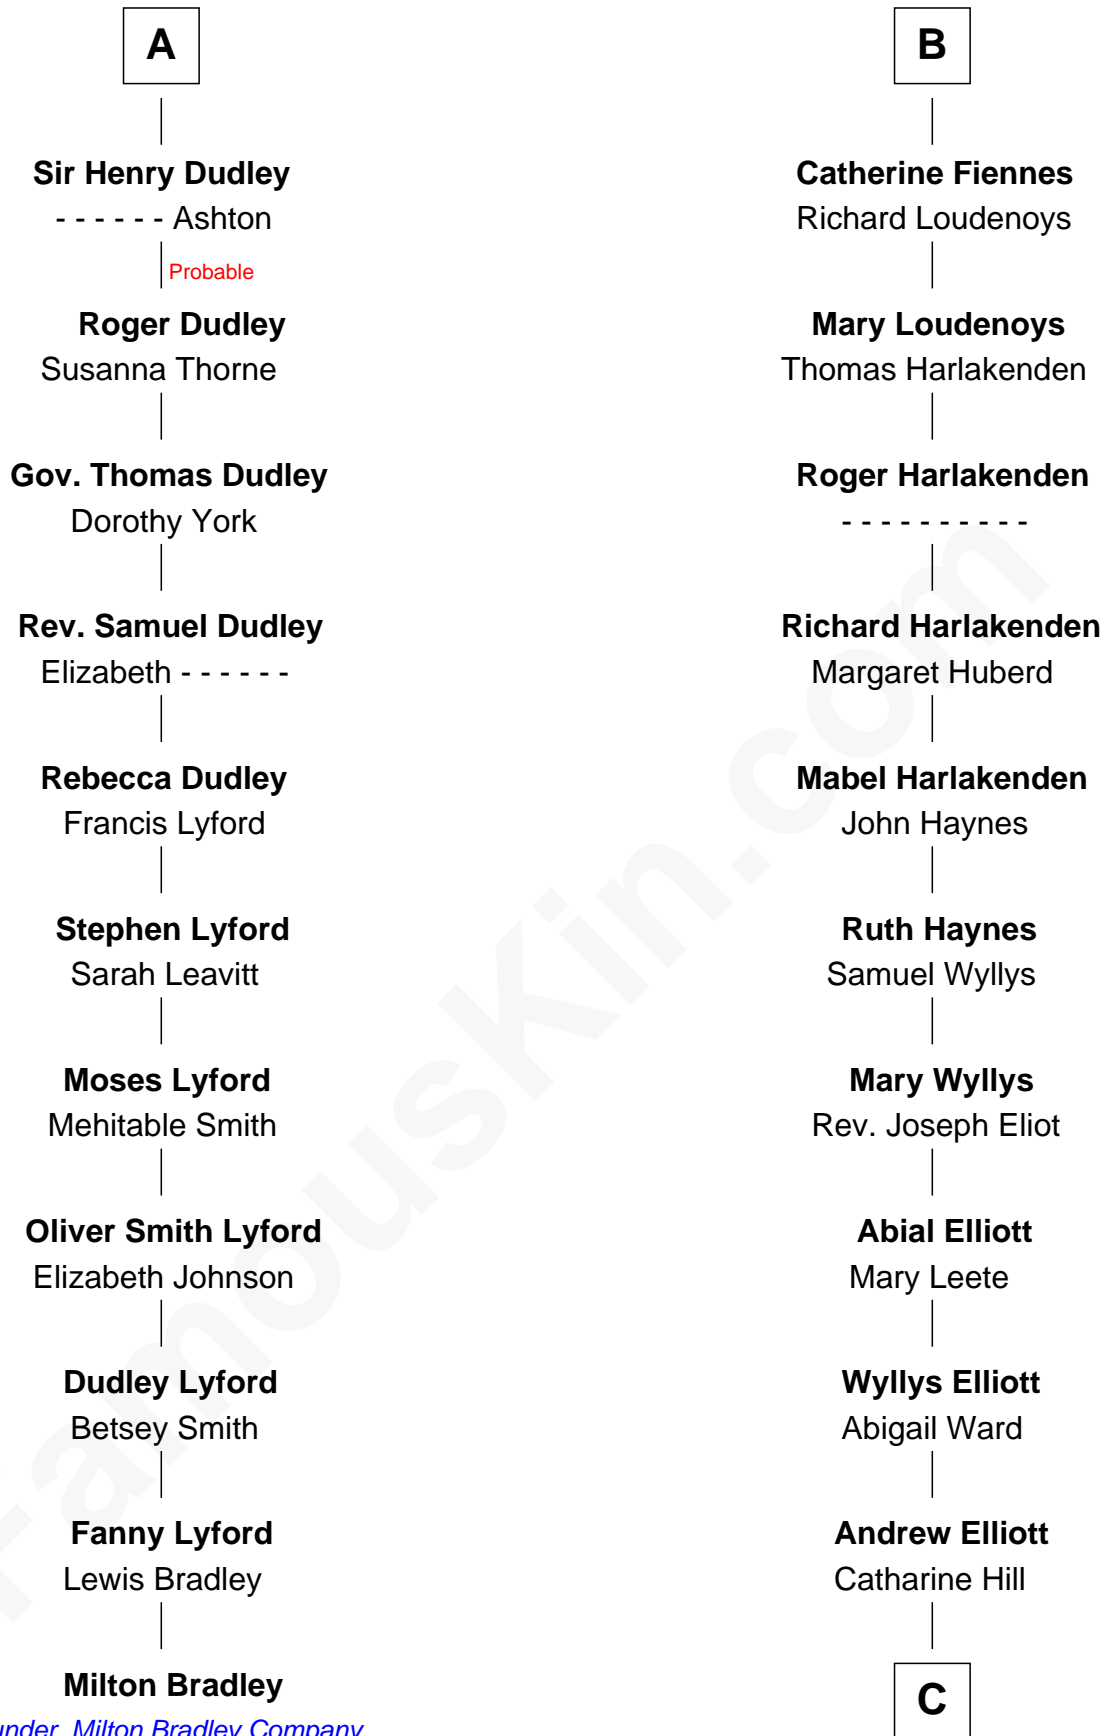 A
Sir Henry Dudley
- - - - - - Ashton
Probable
Roger Dudley
Susanna Thorne
Gov. Thomas Dudley
Dorothy York
Rev. Samuel Dudley
Elizabeth - - - - - -
Rebecca Dudley
Francis Lyford
Stephen Lyford
Sarah Leavitt
Moses Lyford
Mehitable Smith
Oliver Smith Lyford
Elizabeth Johnson
Dudley Lyford
Betsey Smith
Fanny Lyford
Lewis Bradley
Milton Bradley
Milton Bradley Company
B
Catherine Fiennes
Richard Loudenoys
Mary Loudenoys
Thomas Harlakenden
Roger Harlakenden
- - - - - - - - - -
Richard Harlakenden
Margaret Huberd
Mabel Harlakenden
John Haynes
Ruth Haynes
Samuel Wyllys
Mary Wyllys
Rev. Joseph Eliot
Abial Elliott
Mary Leete
Wyllys Elliott
Abigail Ward
Andrew Elliott
Catharine Hill
C
FamousKin.com